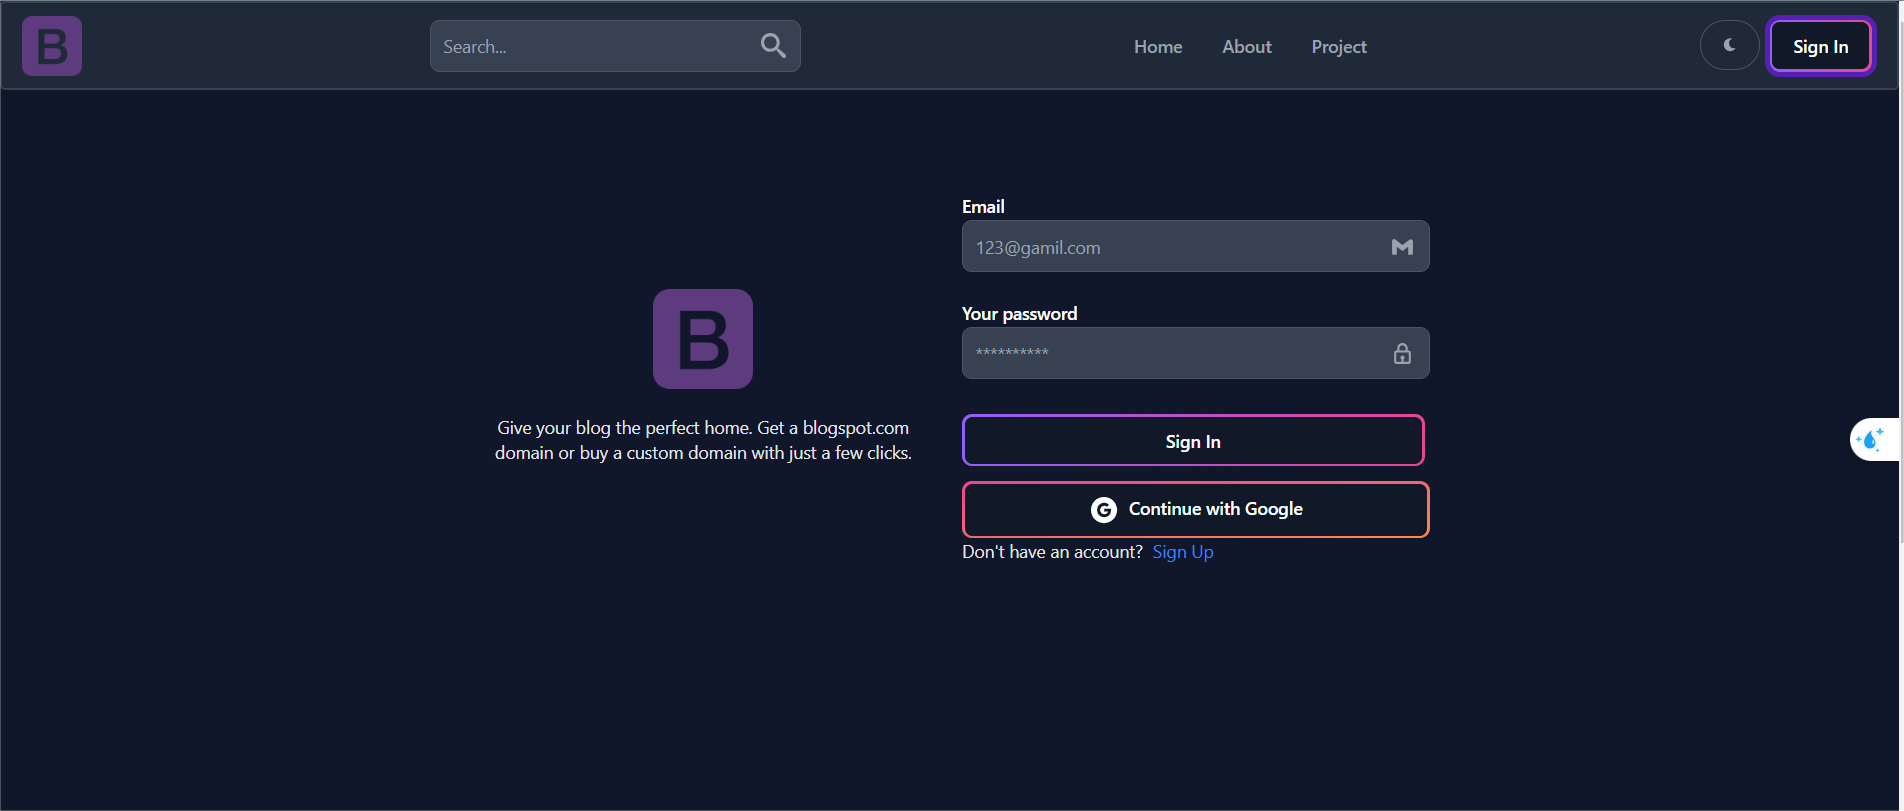 B
Search...
Home About Project
Sign In
Email
123@gamil.com
Your password
**********
B
Give your blog the perfect home. Get a blogspot.com
domain or buy a custom domain with just a few clicks.
Sign In
G Continue with Google
Don't have an account? Sign Up